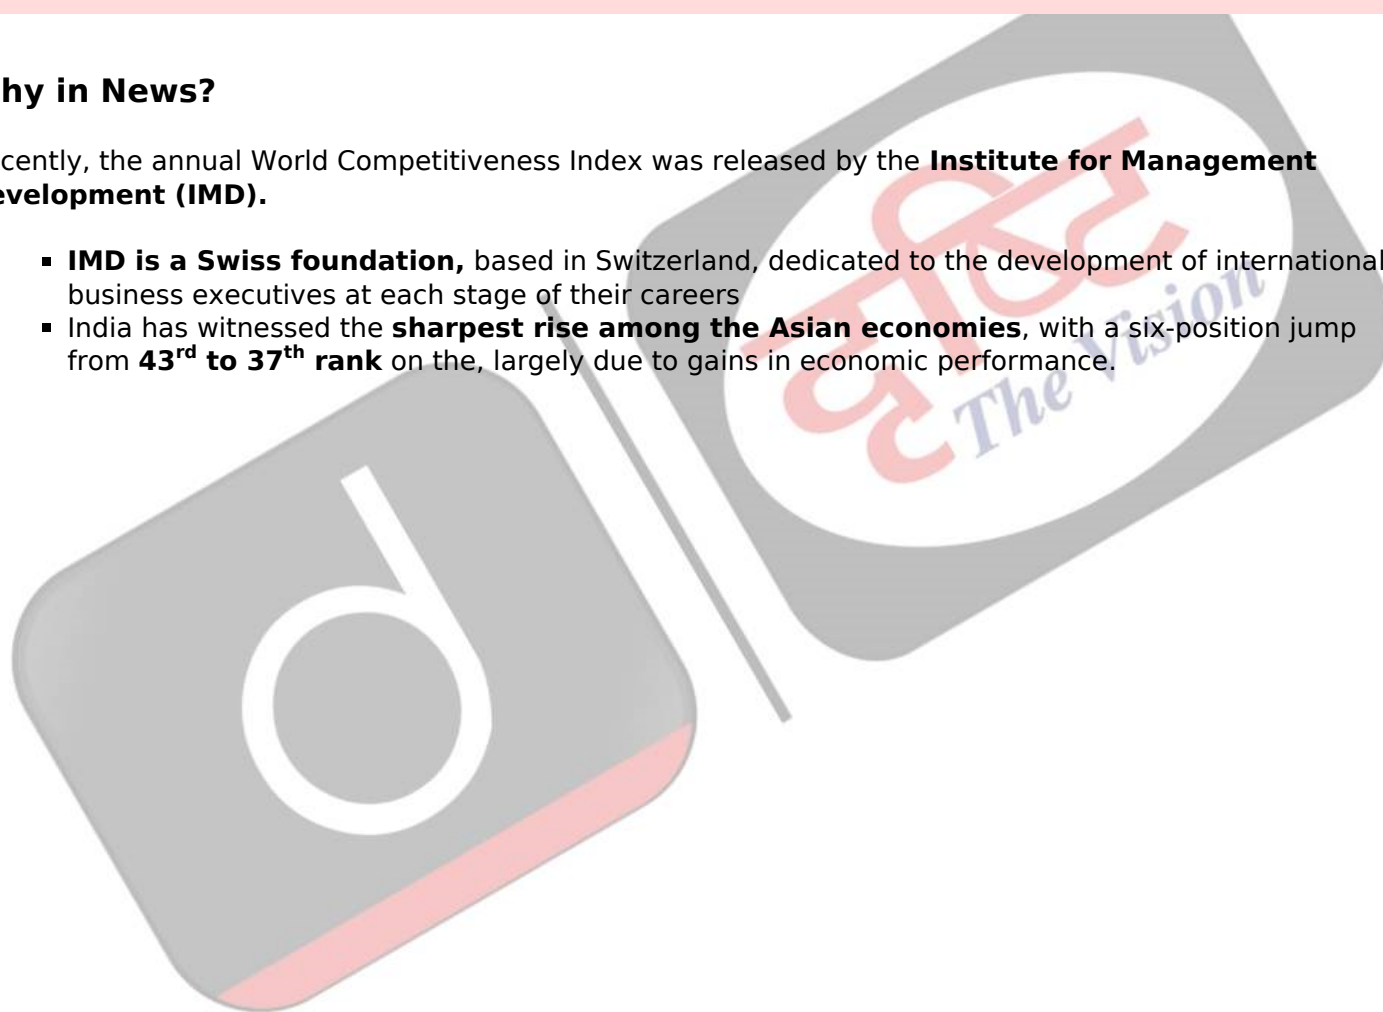 hy in News?
cently, the annual World Competitiveness Index was released by the Institute for Management
evelopment (IMD).
▪ IMD is a Swiss foundation, based in Switzerland, dedicated to the development of international
business executives at each stage of their careers
▪ India has witnessed the sharpest rise among the Asian economies, with a six-position jump
from 43rd to 37th rank on the, largely due to gains in economic performance.
d
दृष्टि
The Vision